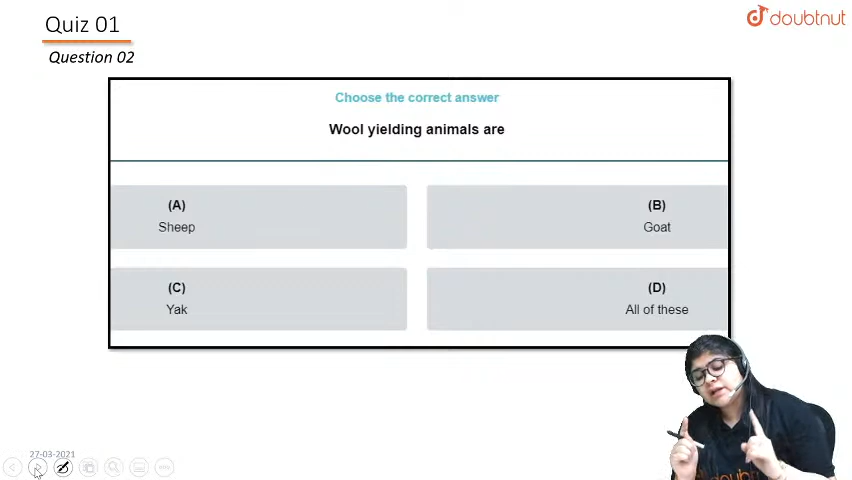 Quiz 01
doubtnut
Question 02
Choose the correct answer
Wool yielding animals are
(A)
Sheep
(B)
Goat
(C)
Yak
(D)
All of these
27-03-2021